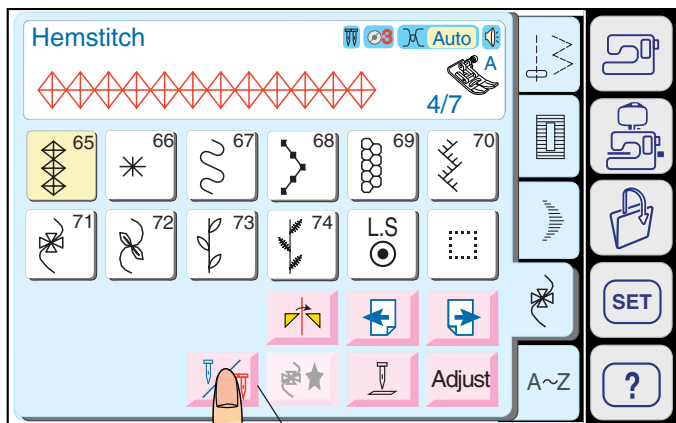 Hemstitch
3 Auto
A
4/7
65 66 67 68 69 70
71 72 73 74 L.S
SET
Adjust A~Z ?